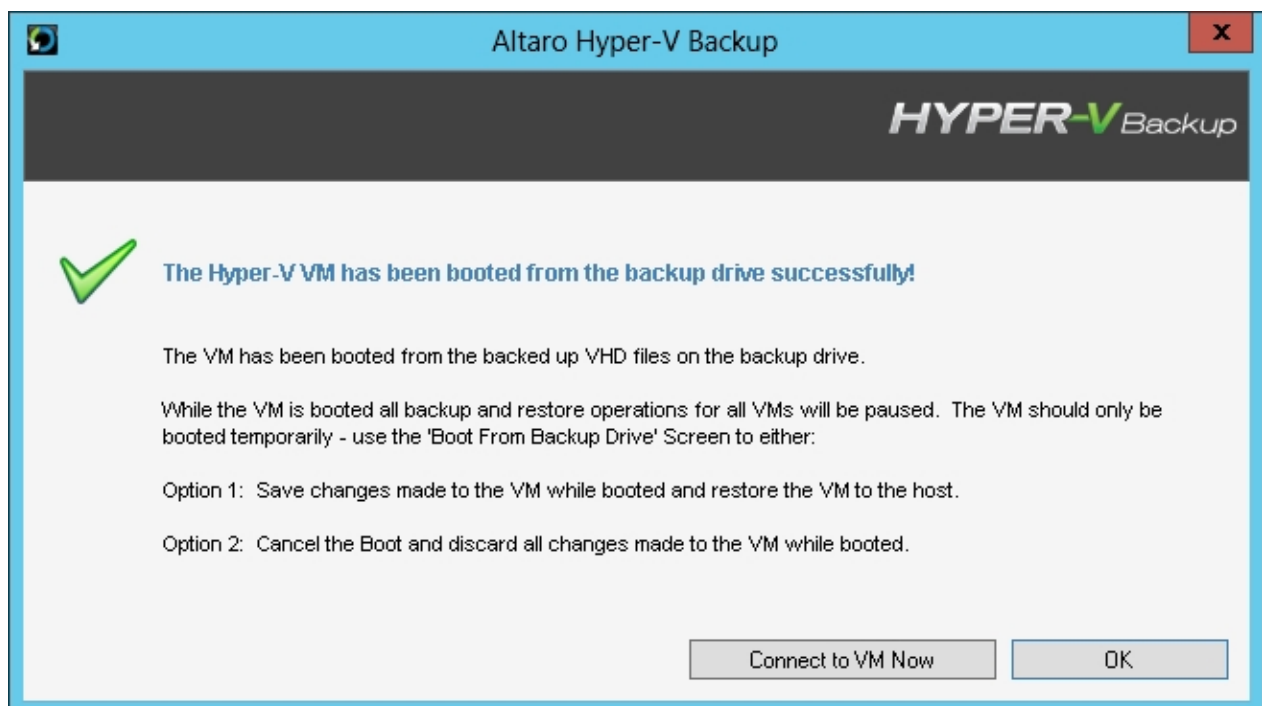 Altaro Hyper-V Backup
x
HYPER-V Backup
The Hyper-V VM has been booted from the backup drive successfully!
The VM has been booted from the backed up VHD files on the backup drive.
While the VM is booted all backup and restore operations for all VMs will be paused. The VM should only be
booted temporarily - use the 'Boot From Backup Drive' Screen to either:
Option 1: Save changes made to the VM while booted and restore the VM to the host.
Option 2: Cancel the Boot and discard all changes made to the VM while booted.
Connect to VM Now OK